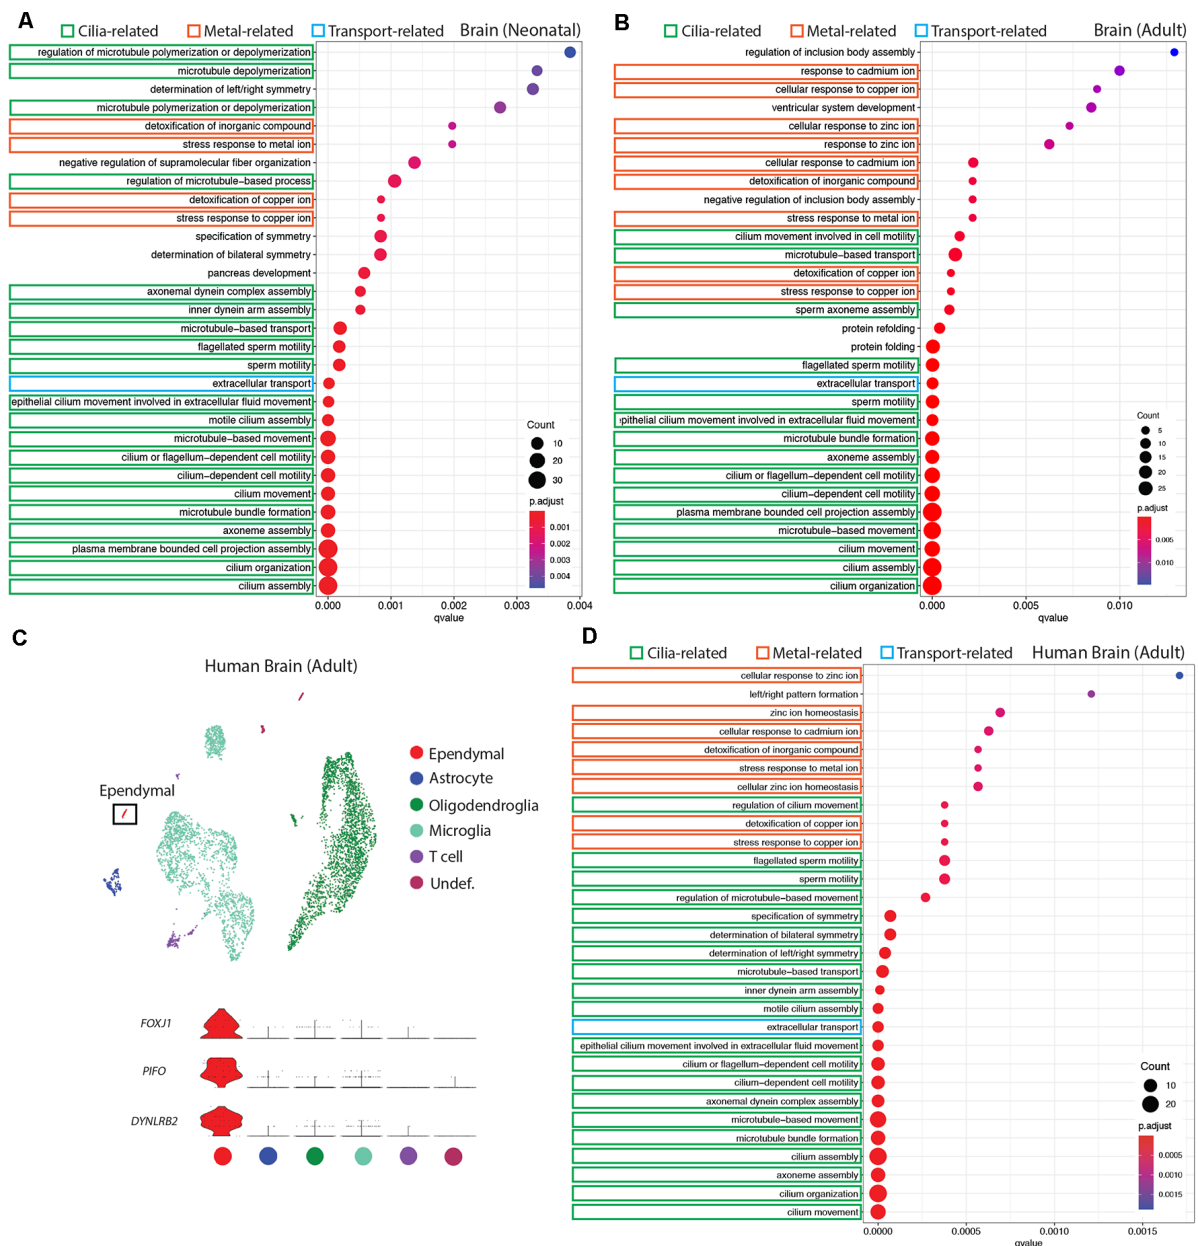 A
Cilia-related
Metal-related
Transport-related
Brain (Neonatal)
regulation of microtubule polymerization or depolymerization
microtubule depolymerization
determination of left/right symmetry
microtubule polymerization or depolymerization
detoxification of inorganic compound
stress response to metal ion
negative regulation of supramolecular fiber organization
regulation of microtubule−based process
detoxification of copper ion
stress response to copper ion
specification of symmetry
determination of bilateral symmetry
pancreas development
axonemal dynein complex assembly
inner dynein arm assembly
microtubule−based transport
flagellated sperm motility
sperm motility
extracellular transport
epithelial cilium movement involved in extracellular fluid movement
motile cilium assembly
microtubule−based movement
cilium or flagellum−dependent cell motility
cilium−dependent cell motility
cilium movement
microtubule bundle formation
axoneme assembly
plasma membrane bounded cell projection assembly
cilium organization
cilium assembly
Count
10
20
30
p.adjust
0.001
0.002
0.003
0.004
0.000
0.001
0.002
0.003
0.004
qvalue
B
Cilia-related
Metal-related
Transport-related
Brain (Adult)
regulation of inclusion body assembly
response to cadmium ion
cellular response to copper ion
ventricular system development
cellular response to zinc ion
response to zinc ion
cellular response to cadmium ion
detoxification of inorganic compound
negative regulation of inclusion body assembly
stress response to metal ion
cilium movement involved in cell motility
microtubule−based transport
detoxification of copper ion
stress response to copper ion
sperm axoneme assembly
protein refolding
protein folding
flagellated sperm motility
extracellular transport
sperm motility
pithelial cilium movement involved in extracellular fluid movement
microtubule bundle formation
axoneme assembly
cilium or flagellum−dependent cell motility
cilium−dependent cell motility
plasma membrane bounded cell projection assembly
microtubule−based movement
cilium movement
cilium assembly
cilium organization
Count
5
10
15
20
25
p.adjust
0.005
0.010
0.000
0.005
0.010
qvalue
C
Human Brain (Adult)
Ependymal
Ependymal
Astrocyte
Oligodendroglia
Microglia
T cell
Undef.
FOXJ1
PIFO
DYNLRB2
D
Cilia-related
Metal-related
Transport-related
Human Brain (Adult)
cellular response to zinc ion
left/right pattern formation
zinc ion homeostasis
cellular response to cadmium ion
detoxification of inorganic compound
stress response to metal ion
cellular zinc ion homeostasis
regulation of cilium movement
detoxification of copper ion
stress response to copper ion
flagellated sperm motility
sperm motility
regulation of microtubule−based movement
specification of symmetry
determination of bilateral symmetry
determination of left/right symmetry
microtubule−based transport
inner dynein arm assembly
motile cilium assembly
extracellular transport
epithelial cilium movement involved in extracellular fluid movement
cilium or flagellum−dependent cell motility
cilium−dependent cell motility
axonemal dynein complex assembly
microtubule−based movement
microtubule bundle formation
cilium assembly
axoneme assembly
cilium organization
cilium movement
Count
10
20
p.adjust
0.0005
0.0010
0.0015
0.0000
0.0005
0.0010
0.0015
qvalue